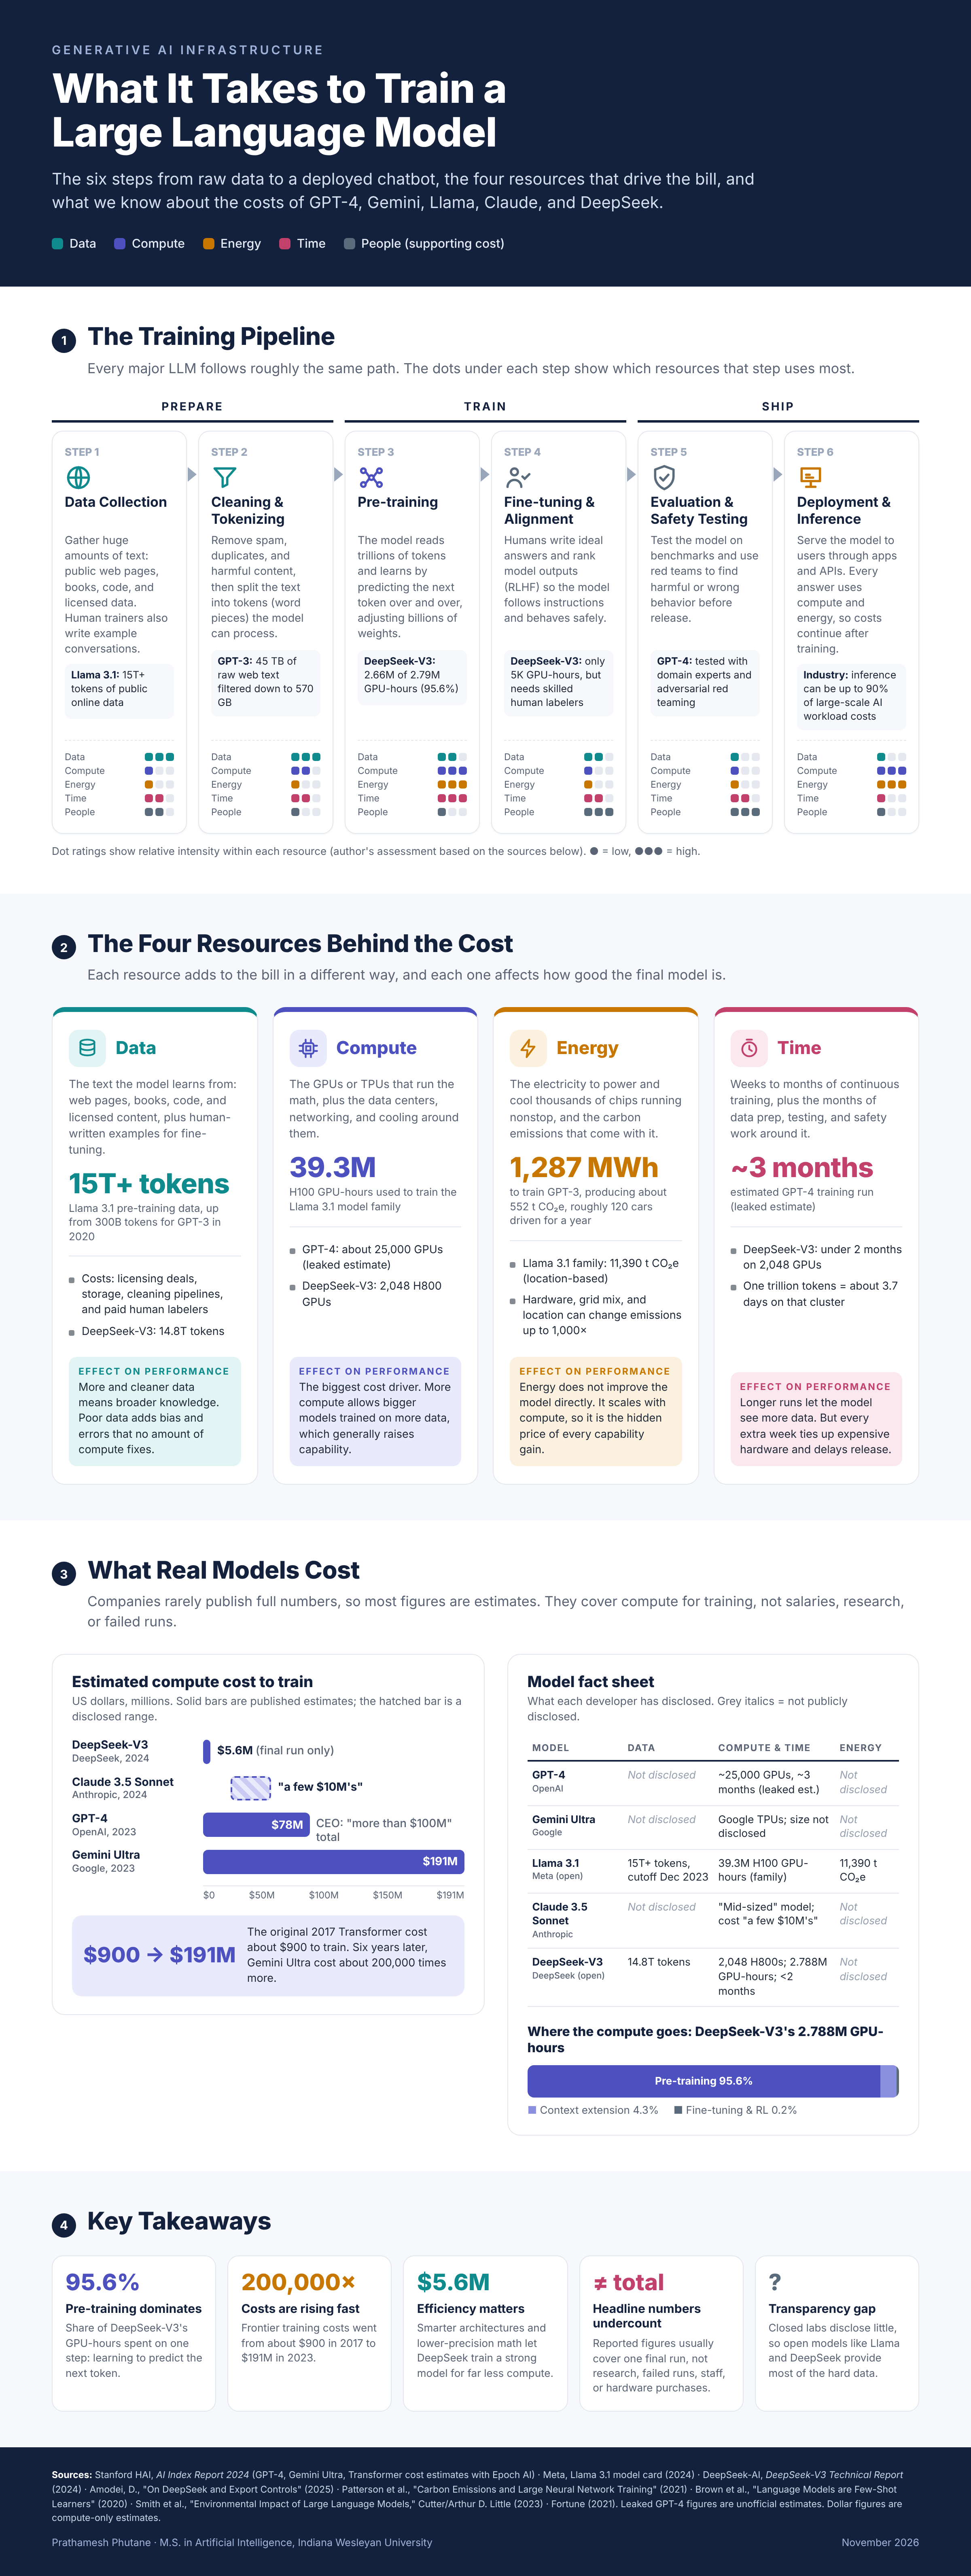 GENERATIVE AI INFRASTRUCTURE
What It Takes to Train a
Large Language Model
The six steps from raw data to a deployed chatbot, the four resources that drive the bill, and
what we know about the costs of GPT-4, Gemini, Llama, Claude, and DeepSeek.
Data Compute Energy Time People (supporting cost)
1 The Training Pipeline
Every major LLM follows roughly the same path. The dots under each step show which resources that step uses most.
PREPARE
TRAIN
SHIP
STEP 1
Data Collection
Gather huge
amounts of text:
public web pages,
books, code, and
licensed data.
Human trainers also
write example
conversations.
Llama 3.1: 15T+
tokens of public
online data
Data
Compute
Energy
Time
People
STEP 2
Cleaning &
Tokenizing
Remove spam,
duplicates, and
harmful content,
then split the text
into tokens (word
pieces) the model
can process.
GPT-3: 45 TB of
raw web text
filtered down to 570
GB
Data
Compute
Energy
Time
People
STEP 3
Pre-training
The model reads
trillions of tokens
and learns by
predicting the next
token over and over,
adjusting billions of
weights.
DeepSeek-V3:
2.66M of 2.79M
GPU-hours (95.6%)
Data
Compute
Energy
Time
People
STEP 4
Fine-tuning &
Alignment
Humans write ideal
answers and rank
model outputs
(RLHF) so the model
follows instructions
and behaves safely.
DeepSeek-V3: only
5K GPU-hours, but
needs skilled
human labelers
Data
Compute
Energy
Time
People
STEP 5
Evaluation &
Safety Testing
Test the model on
benchmarks and use
red teams to find
harmful or wrong
behavior before
release.
GPT-4: tested with
domain experts and
adversarial red
teaming
Data
Compute
Energy
Time
People
STEP 6
Deployment &
Inference
Serve the model to
users through apps
and APIs. Every
answer uses
compute and
energy, so costs
continue after
training.
Industry: inference
can be up to 90%
of large-scale AI
workload costs
Data
Compute
Energy
Time
People
Dot ratings show relative intensity within each resource (author's assessment based on the sources below). ● = low, ●●● = high.
2 The Four Resources Behind the Cost
Each resource adds to the bill in a different way, and each one affects how good the final model is.
Data
The text the model learns from:
web pages, books, code, and
licensed content, plus human-
written examples for fine-
tuning.
15T+ tokens
Llama 3.1 pre-training data, up
from 300B tokens for GPT-3 in
2020
Costs: licensing deals,
storage, cleaning pipelines,
and paid human labelers
DeepSeek-V3: 14.8T tokens
EFFECT ON PERFORMANCE
More and cleaner data
means broader knowledge.
Poor data adds bias and
errors that no amount of
compute fixes.
Compute
The GPUs or TPUs that run the
math, plus the data centers,
networking, and cooling around
them.
39.3M
H100 GPU-hours used to train the
Llama 3.1 model family
GPT-4: about 25,000 GPUs
(leaked estimate)
DeepSeek-V3: 2,048 H800
GPUs
EFFECT ON PERFORMANCE
The biggest cost driver. More
compute allows bigger
models trained on more data,
which generally raises
capability.
Energy
The electricity to power and
cool thousands of chips running
nonstop, and the carbon
emissions that come with it.
1,287 MWh
to train GPT-3, producing about
552 t CO₂e, roughly 120 cars
driven for a year
Llama 3.1 family: 11,390 t CO₂e
(location-based)
Hardware, grid mix, and
location can change emissions
up to 1,000×
EFFECT ON PERFORMANCE
Energy does not improve the
model directly. It scales with
compute, so it is the hidden
price of every capability
gain.
Time
Weeks to months of continuous
training, plus the months of
data prep, testing, and safety
work around it.
~3 months
estimated GPT-4 training run
(leaked estimate)
DeepSeek-V3: under 2 months
on 2,048 GPUs
One trillion tokens = about 3.7
days on that cluster
EFFECT ON PERFORMANCE
Longer runs let the model
see more data. But every
extra week ties up expensive
hardware and delays release.
3 What Real Models Cost
Companies rarely publish full numbers, so most figures are estimates. They cover compute for training, not salaries, research,
or failed runs.
Estimated compute cost to train
US dollars, millions. Solid bars are published estimates; the hatched bar is a
disclosed range.
DeepSeek-V3
DeepSeek, 2024
$5.6M (final run only)
Claude 3.5 Sonnet
Anthropic, 2024
"a few $10M's"
GPT-4
OpenAI, 2023
$78M
CEO: "more than $100M"
total
Gemini Ultra
Google, 2023
$191M
$0 $50M $100M $150M $191M
$900 → $191M
The original 2017 Transformer cost
about $900 to train. Six years later,
Gemini Ultra cost about 200,000 times
more.
Model fact sheet
What each developer has disclosed. Grey italics = not publicly
disclosed.
MODEL DATA COMPUTE & TIME ENERGY
GPT-4
OpenAI
Not disclosed
~25,000 GPUs, ~3
months (leaked est.)
Not
disclosed
Gemini Ultra
Google
Not disclosed
Google TPUs; size not
disclosed
Not
disclosed
Llama 3.1
Meta (open)
15T+ tokens,
cutoff Dec 2023
39.3M H100 GPU-
hours (family)
11,390 t
CO₂e
Claude 3.5
Sonnet
Anthropic
Not disclosed
"Mid-sized" model;
cost "a few $10M's"
Not
disclosed
DeepSeek-V3
DeepSeek (open)
14.8T tokens
2,048 H800s; 2.788M
GPU-hours; <2
months
Not
disclosed
Where the compute goes: DeepSeek-V3's 2.788M GPU-
hours
Pre-training 95.6%
Context extension 4.3% Fine-tuning & RL 0.2%
4 Key Takeaways
95.6%
Pre-training dominates
Share of DeepSeek-V3's
GPU-hours spent on one
step: learning to predict the
next token.
200,000×
Costs are rising fast
Frontier training costs went
from about $900 in 2017 to
$191M in 2023.
$5.6M
Efficiency matters
Smarter architectures and
lower-precision math let
DeepSeek train a strong
model for far less compute.
≠ total
Headline numbers
undercount
Reported figures usually
cover one final run, not
research, failed runs, staff,
or hardware purchases.
?
Transparency gap
Closed labs disclose little,
so open models like Llama
and DeepSeek provide
most of the hard data.
Sources: Stanford HAI, AI Index Report 2024 (GPT-4, Gemini Ultra, Transformer cost estimates with Epoch AI) · Meta, Llama 3.1 model card (2024) · DeepSeek-AI, DeepSeek-V3 Technical Report
(2024) · Amodei, D., "On DeepSeek and Export Controls" (2025) · Patterson et al., "Carbon Emissions and Large Neural Network Training" (2021) · Brown et al., "Language Models are Few-Shot
Learners" (2020) · Smith et al., "Environmental Impact of Large Language Models," Cutter/Arthur D. Little (2023) · Fortune (2021). Leaked GPT-4 figures are unofficial estimates. Dollar figures are
compute-only estimates.
Prathamesh Phutane · M.S. in Artificial Intelligence, Indiana Wesleyan University
November 2026